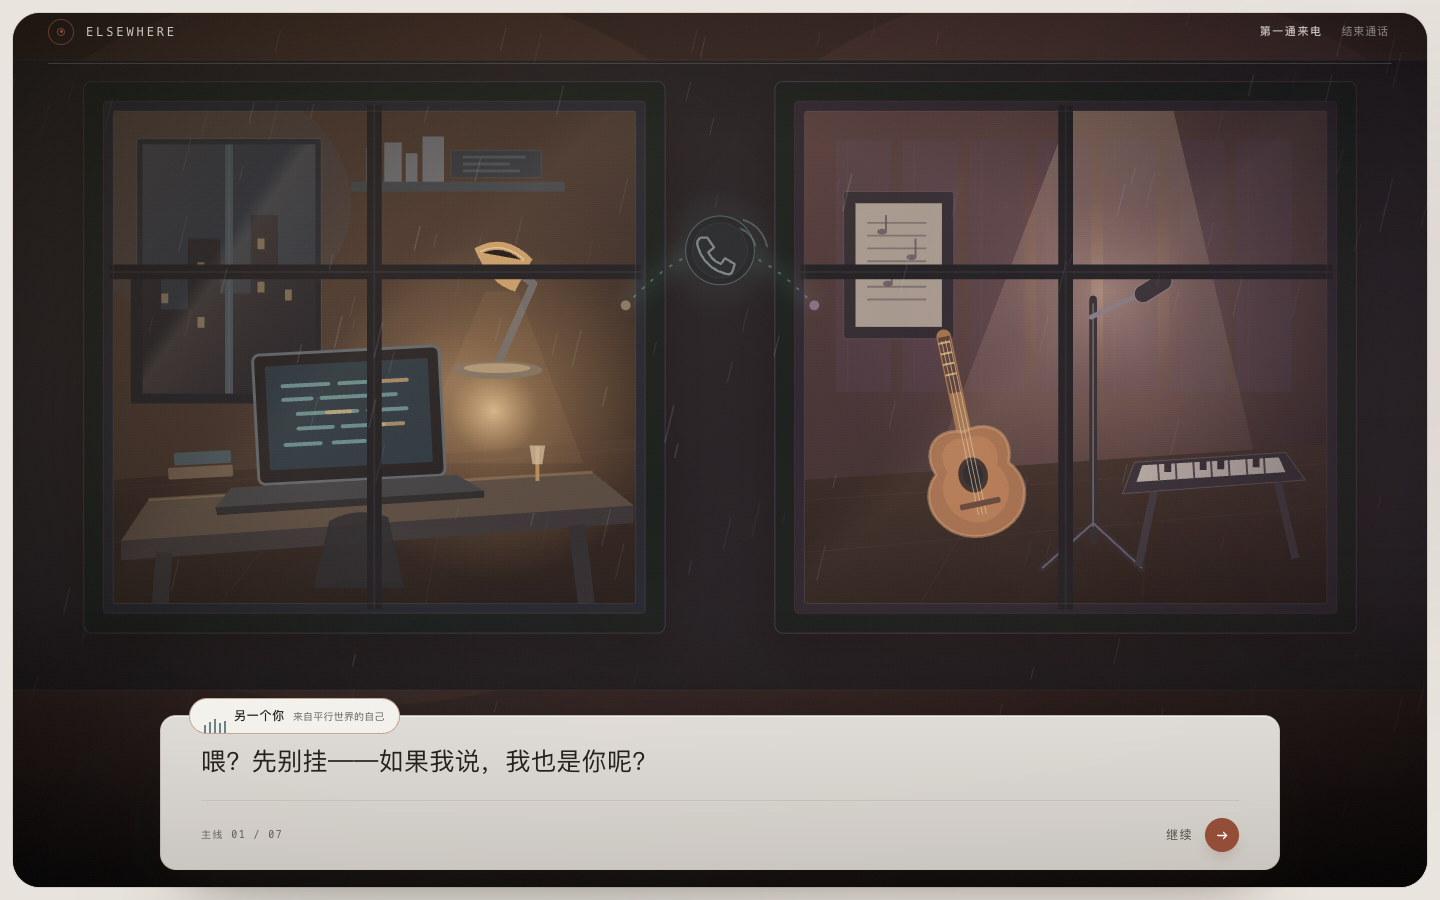 ELSEWHERE
第一通来电 结束通话
另一个你 来自平行世界的自己
喂？先别挂——如果我说，我也是你呢？
主线 01 / 07
继续